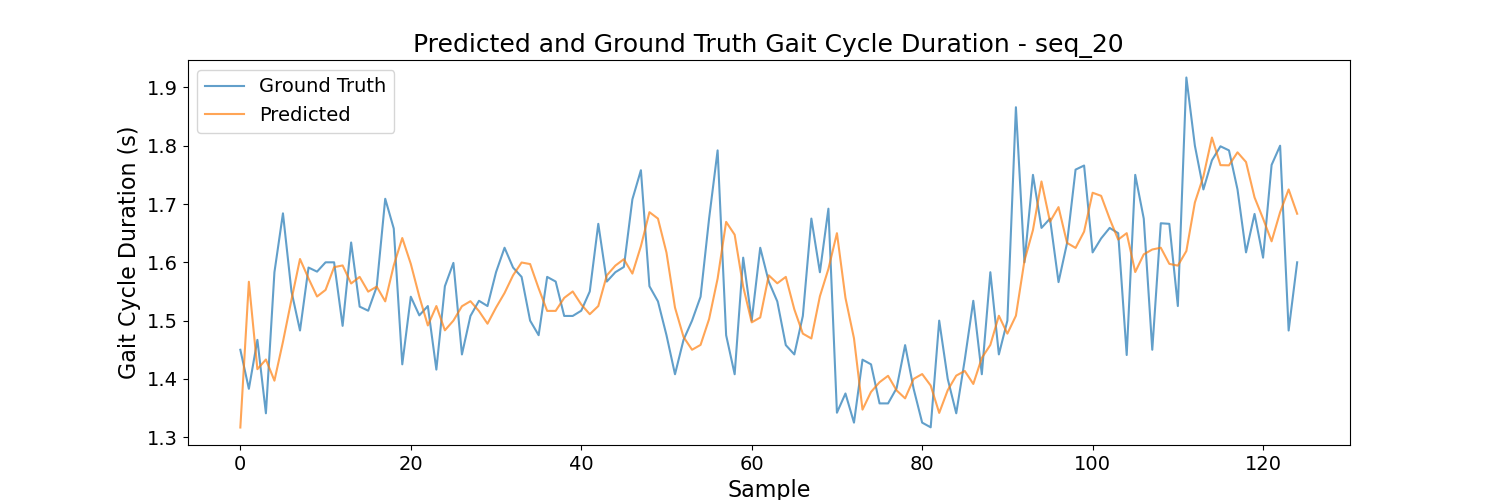 Predicted and Ground Truth Gait Cycle Duration - seq_20
Ground Truth
Predicted
Gait Cycle Duration (s)
1.9
1.8
1.7
1.6
1.5
1.4
1.3
0 20 40 60 80 100 120
Sample